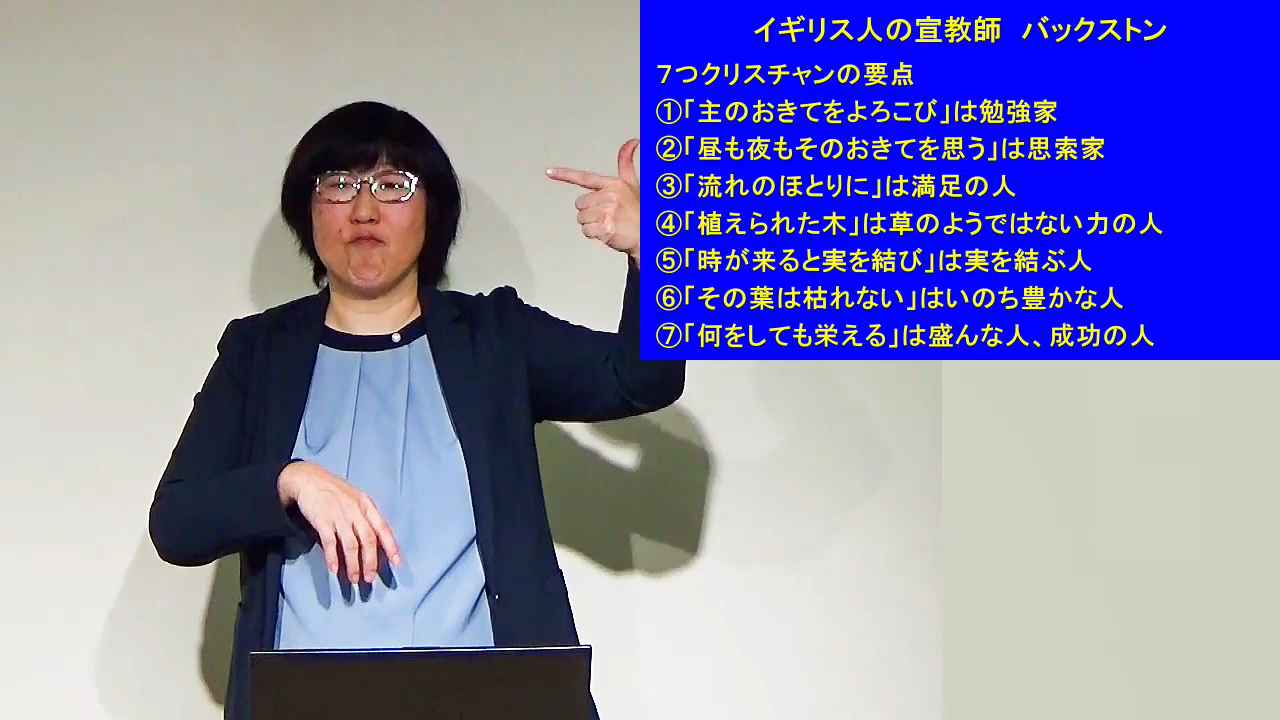 イギリス人の宣教師　バックストン
７つクリスチャンの要点
①「主のおきてをよろこび」は勉強家
②「昼も夜もそのおきてを思う」は思索家
③「流れのほとりに」は満足の人
④「植えられた木」は草のようではない力の人
⑤「時が来ると実を結び」は実を結ぶ人
⑥「その葉は枯れない」はいのち豊かな人
⑦「何をしても栄える」は盛んな人、成功の人